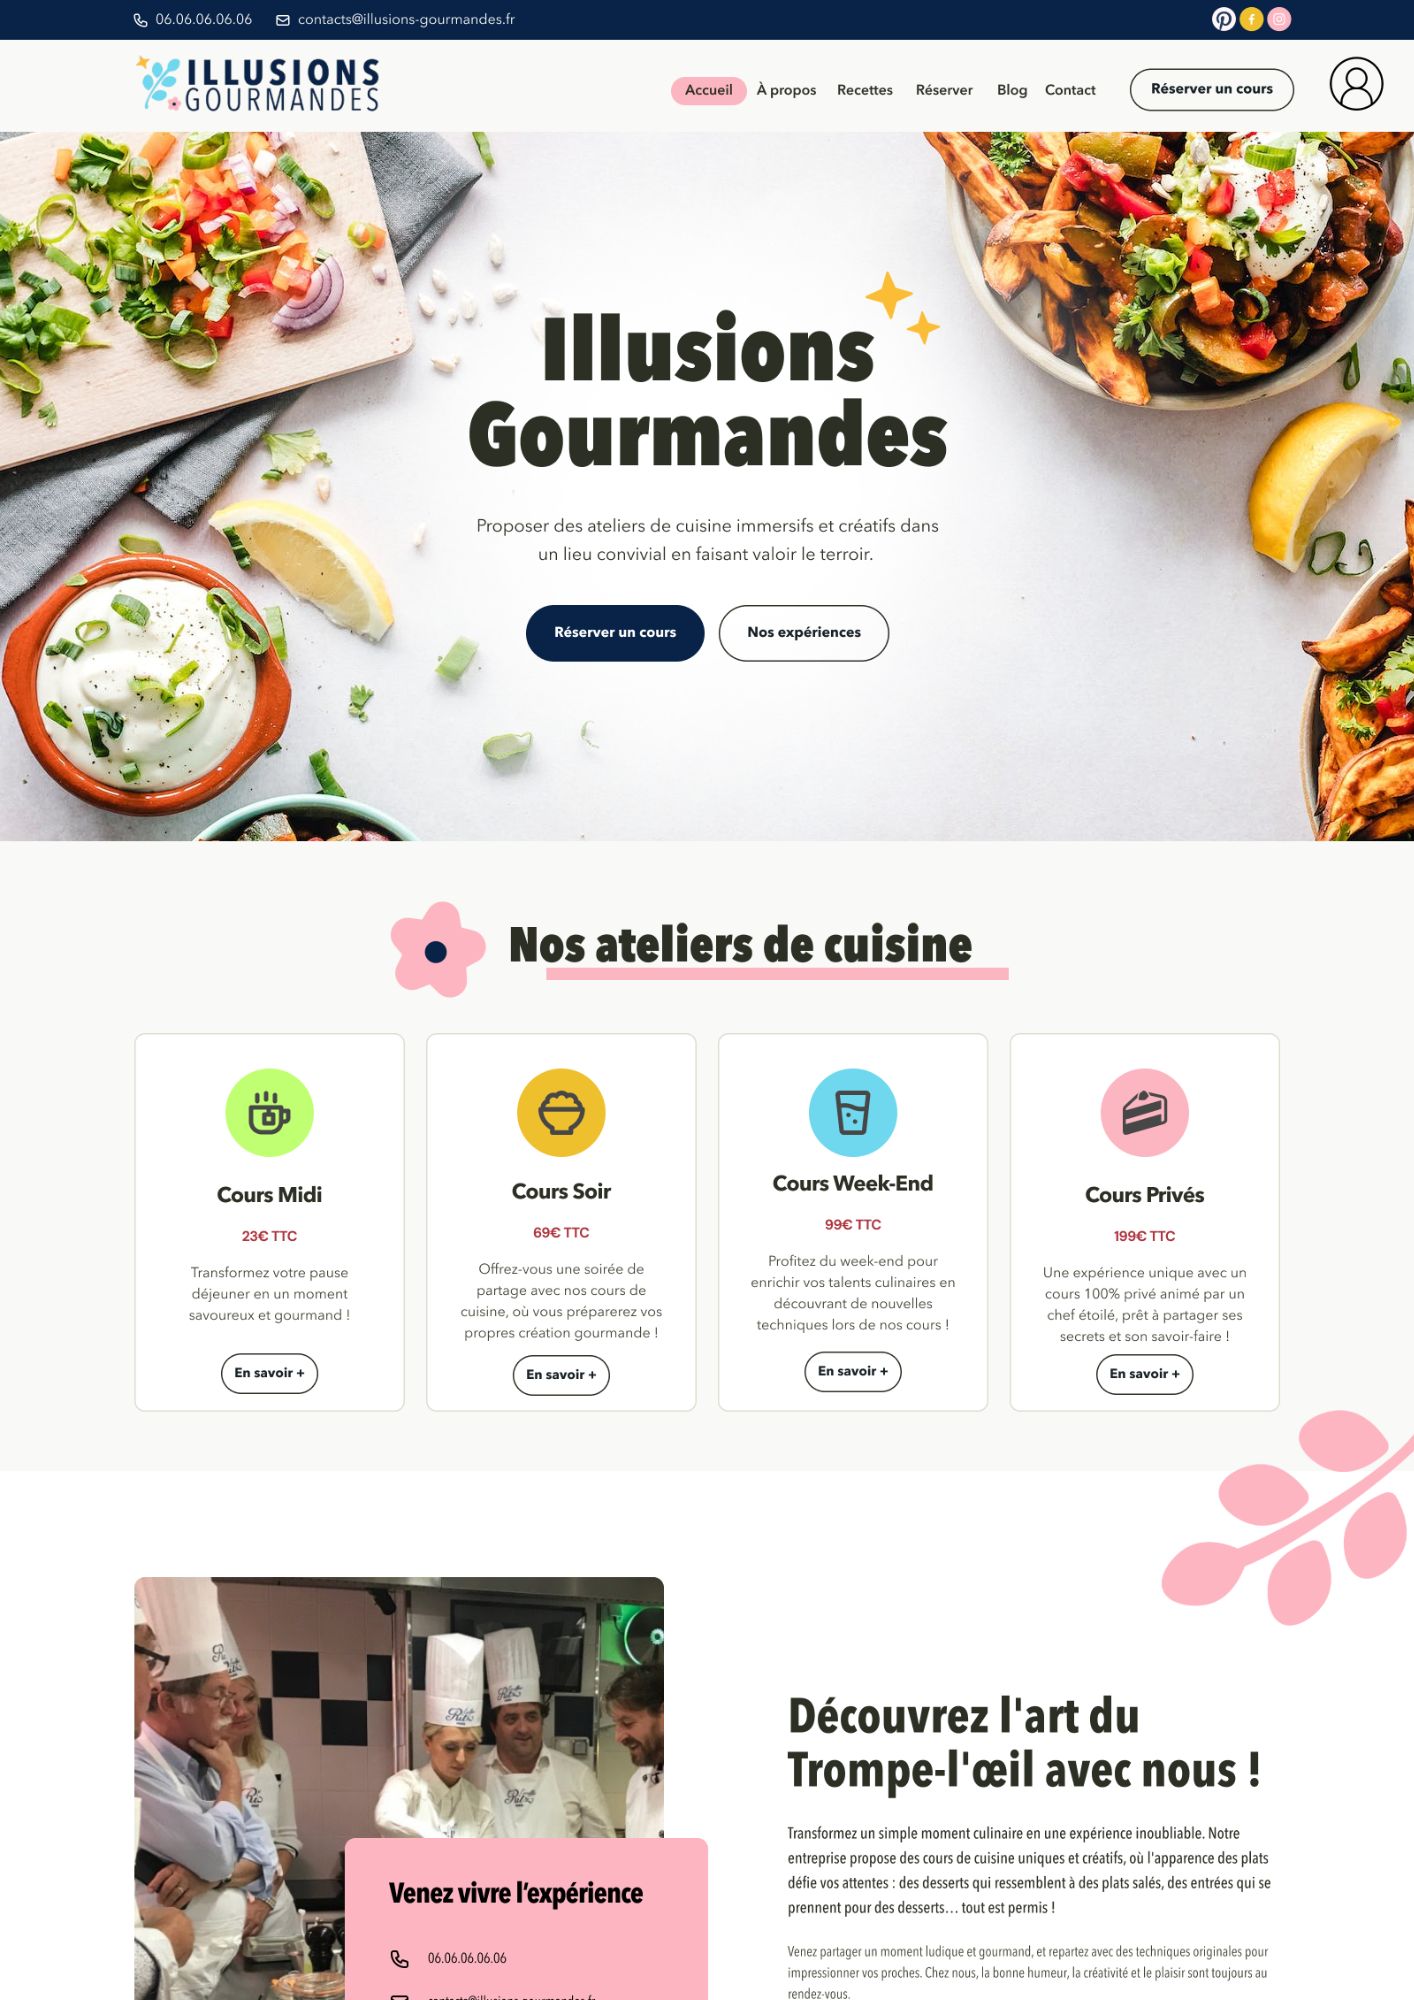 06.06.06.06.06
contacts@illusions-gourmandes.fr
ILLUSIONS
GOURMANDES
Accueil
À propos
Recettes
Réserver
Blog
Contact
Réserver un cours
Illusions
Gourmandes
Proposer des ateliers de cuisine immersifs et créatifs dans
un lieu convivial en faisant valoir le terroir.
Réserver un cours
Nos expériences
Nos ateliers de cuisine
Cours Midi
23€ TTC
Transformez votre pause
déjeuner en un moment
savoureux et gourmand !
En savoir +
Cours Soir
69€ TTC
Offrez-vous une soirée de
partage avec nos cours de
cuisine, où vous préparerez vos
propres création gourmande !
En savoir +
Cours Week-End
99€ TTC
Profitez du week-end pour
enrichir vos talents culinaires en
découvrant de nouvelles
techniques lors de nos cours !
En savoir +
Cours Privés
199€ TTC
Une expérience unique avec un
cours 100% privé animé par un
chef étoilé, prêt à partager ses
secrets et son savoir-faire !
En savoir +
Ritz
Ritz
Venez vivre l’expérience
06.06.06.06.06
contacts@illusions-gourmandes.fr
Découvrez l'art du
Trompe-l'œil avec nous !
Transformez un simple moment culinaire en une expérience inoubliable. Notre
entreprise propose des cours de cuisine uniques et créatifs, où l'apparence des plats
défie vos attentes : des desserts qui ressemblent à des plats salés, des entrées qui se
prennent pour des desserts… tout est permis !
Venez partager un moment ludique et gourmand, et repartez avec des techniques originales pour
impressionner vos proches. Chez nous, la bonne humeur, la créativité et le plaisir sont toujours au
rendez-vous.